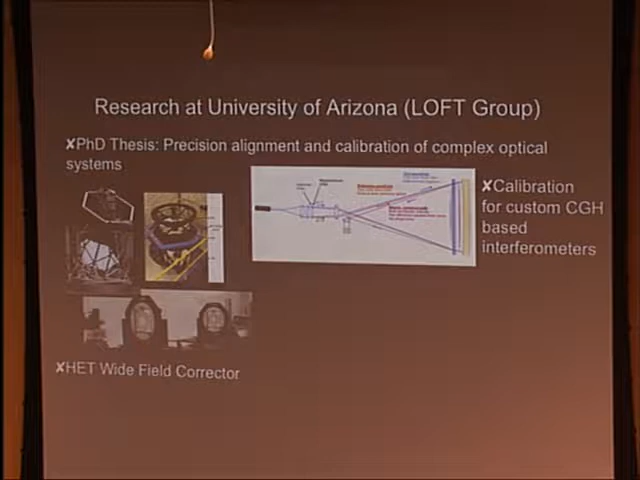 Research at University of Arizona (LOFT Group)
✘PhD Thesis: Precision alignment and calibration of complex optical
systems
✘Calibration
for custom CGH
based
interferometers
✘HET Wide Field Corrector